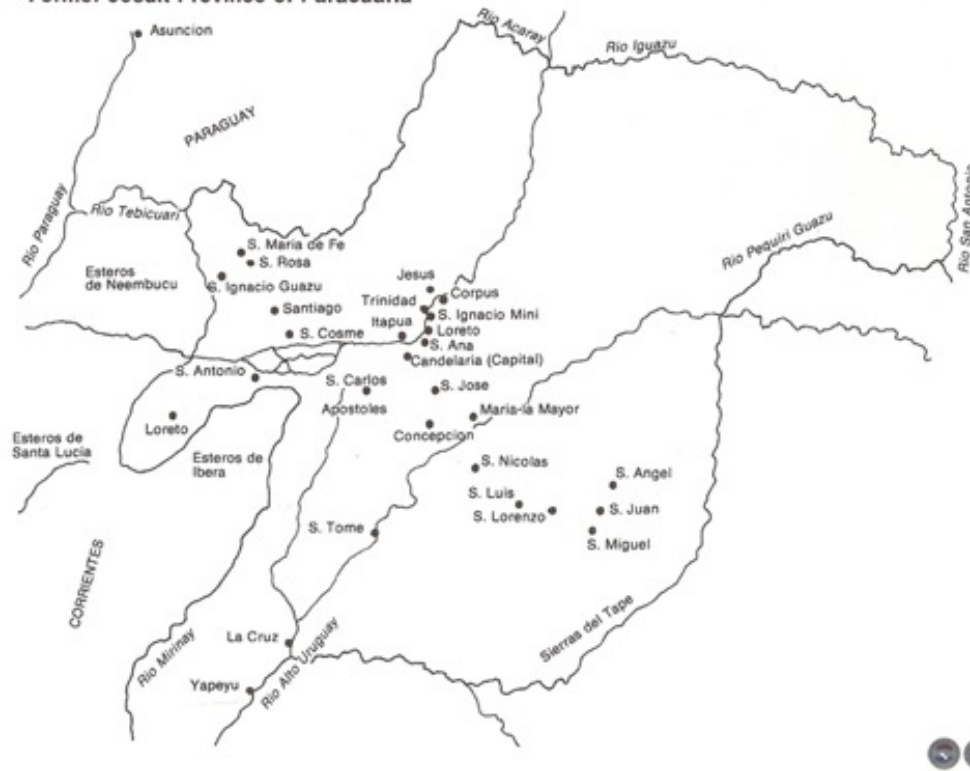 Former Jesuit Province of Paracuaria
Asuncion
Rio Acaray
Rio Iguazu
PARAGUAY
Rio Paraguay
Rio Tebicuari
Rio San Antonio
Rio Pequiri Guazu
S. Maria de Fe
S. Rosa
Esteros
de Neembucu
S. Ignacio Guazu
Jesus
Corpus
Trinidad
Santiago
S. Ignacio Mini
Itapua
Loreto
S. Cosme
S. Ana
Candelaria (Capital)
S. Antonio
S. Carlos
S. Jose
Apostoles
Maria-la Mayor
Loreto
Concepcion
Esteros de
Santa Lucia
Esteros de
Ibera
S. Nicolas
S. Angel
S. Luis
S. Lorenzo
S. Juan
S. Tome
S. Miguel
CORRIENTES
Sierras del Tape
La Cruz
Rio Mirinay
Rio Alto Uruguay
Yapeyu